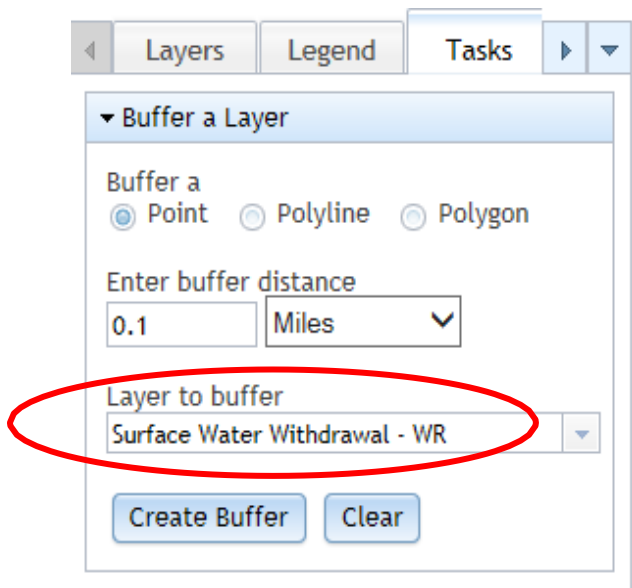 Layers Legend Tasks
Buffer a Layer
Buffer a
Point Polyline Polygon
Enter buffer distance
0.1 Miles
Layer to buffer
Surface Water Withdrawal - WR
Create Buffer Clear